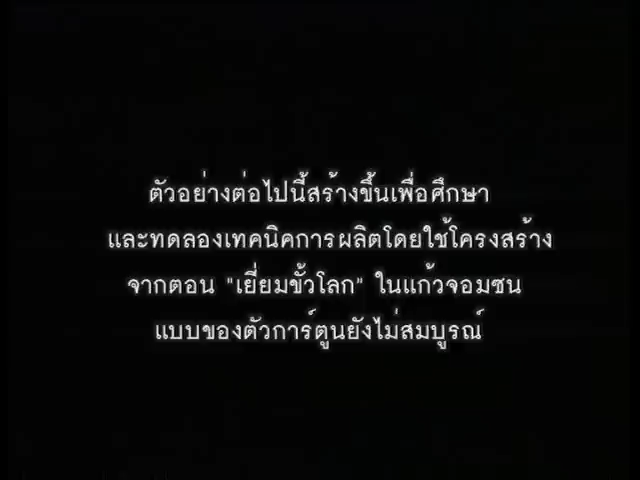 ตัวอย่างต่อไปนี้สร้างขึ้นเพื่อศึกษา
และทดลองเทคนิคการผลิตโดยใช้โครงสร้าง
จากตอน "เยี่ยมขั้วโลก" ในแก้วจอมซน
แบบของตัวการ์ตูนยังไม่สมบูรณ์